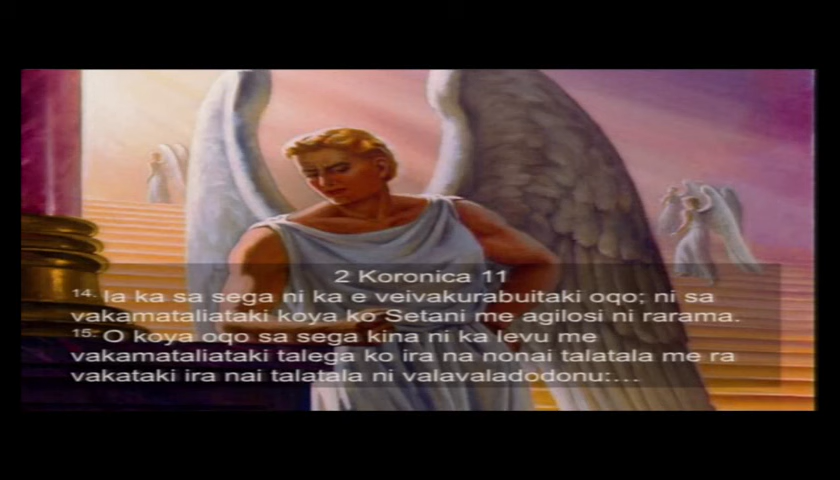 2 Koronica 11
14. Ia ka sa sega ni ka e veivakurabuitaki oqo; ni sa
vakamataliataki koya ko Setani me agilosi ni rarama.
15. O koya oqo sa sega kina ni ka levu me
vakamataliataki talega ko ira na nonai talatala me ra
vakataki ira nai talatala ni valavaladodonu:...